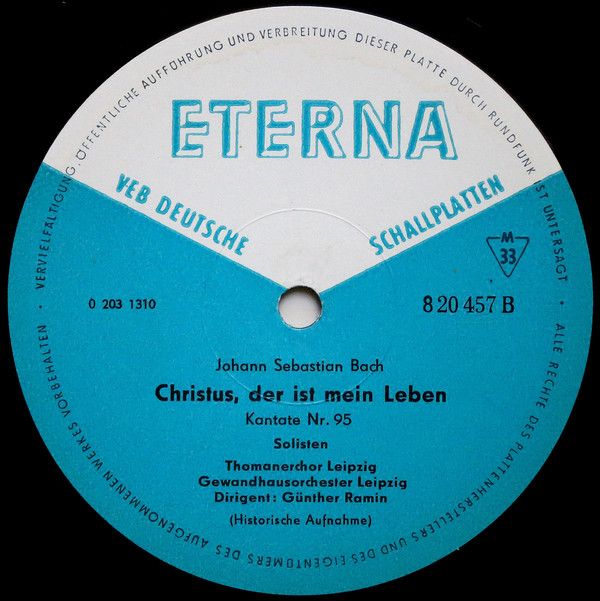 ETERNA
VEB DEUTSCHE SCHALLPLATTEN
M
33
0 203 1310
8 20 457 B
Johann Sebastian Bach
Christus, der ist mein Leben
Kantate Nr. 95
Solisten
Thomanerchor Leipzig
Gewandhausorchester Leipzig
Dirigent: Günther Ramin
(Historische Aufnahme)
ALLE RECHTE DES PLATTENHERSTELLERS UND DES EIGENTÜMERS DES AUFGENOMMENEN WERKES VORBEHALTEN · VERVIELFÄLTIGUNG, ÖFFENTLICHE AUFFÜHRUNG UND VERBREITUNG DIESER PLATTE DURCH RUNDFUNK IST UNTERSAGT ·